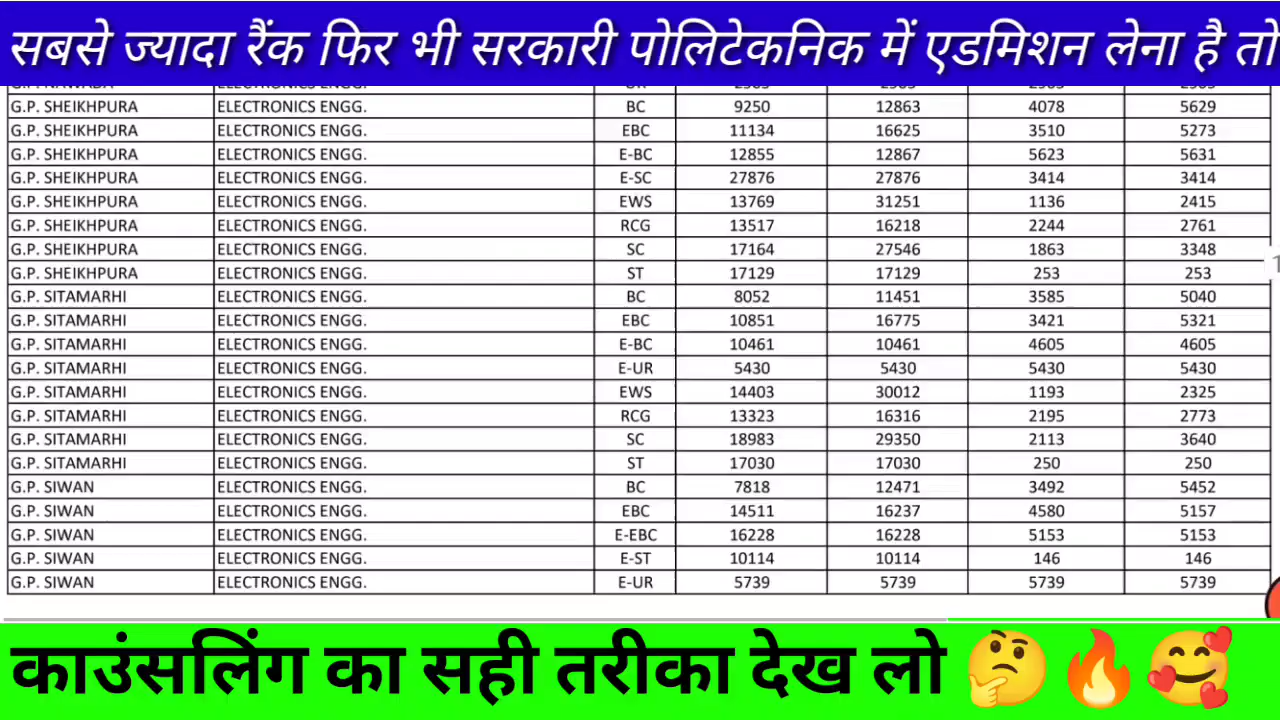 सबसे ज्यादा रैंक फिर भी सरकारी पोलिटेकनिक में एडमिशन लेना है तो
G.P. SHEIKHPURA ELECTRONICS ENGG. BC 9250 12863 4078 5629
G.P. SHEIKHPURA ELECTRONICS ENGG. EBC 11134 16625 3510 5273
G.P. SHEIKHPURA ELECTRONICS ENGG. E-BC 12855 12867 5623 5631
G.P. SHEIKHPURA ELECTRONICS ENGG. E-SC 27876 27876 3414 3414
G.P. SHEIKHPURA ELECTRONICS ENGG. EWS 13769 31251 1136 2415
G.P. SHEIKHPURA ELECTRONICS ENGG. RCG 13517 16218 2244 2761
G.P. SHEIKHPURA ELECTRONICS ENGG. SC 17164 27546 1863 3348
G.P. SHEIKHPURA ELECTRONICS ENGG. ST 17129 17129 253 253
G.P. SITAMARHI ELECTRONICS ENGG. BC 8052 11451 3585 5040
G.P. SITAMARHI ELECTRONICS ENGG. EBC 10851 16775 3421 5321
G.P. SITAMARHI ELECTRONICS ENGG. E-BC 10461 10461 4605 4605
G.P. SITAMARHI ELECTRONICS ENGG. E-UR 5430 5430 5430 5430
G.P. SITAMARHI ELECTRONICS ENGG. EWS 14403 30012 1193 2325
G.P. SITAMARHI ELECTRONICS ENGG. RCG 13323 16316 2195 2773
G.P. SITAMARHI ELECTRONICS ENGG. SC 18983 29350 2113 3640
G.P. SITAMARHI ELECTRONICS ENGG. ST 17030 17030 250 250
G.P. SIWAN ELECTRONICS ENGG. BC 7818 12471 3492 5452
G.P. SIWAN ELECTRONICS ENGG. EBC 14511 16237 4580 5157
G.P. SIWAN ELECTRONICS ENGG. E-EBC 16228 16228 5153 5153
G.P. SIWAN ELECTRONICS ENGG. E-ST 10114 10114 146 146
G.P. SIWAN ELECTRONICS ENGG. E-UR 5739 5739 5739 5739
काउंसलिंग का सही तरीका देख लो 🤔🔥🥰